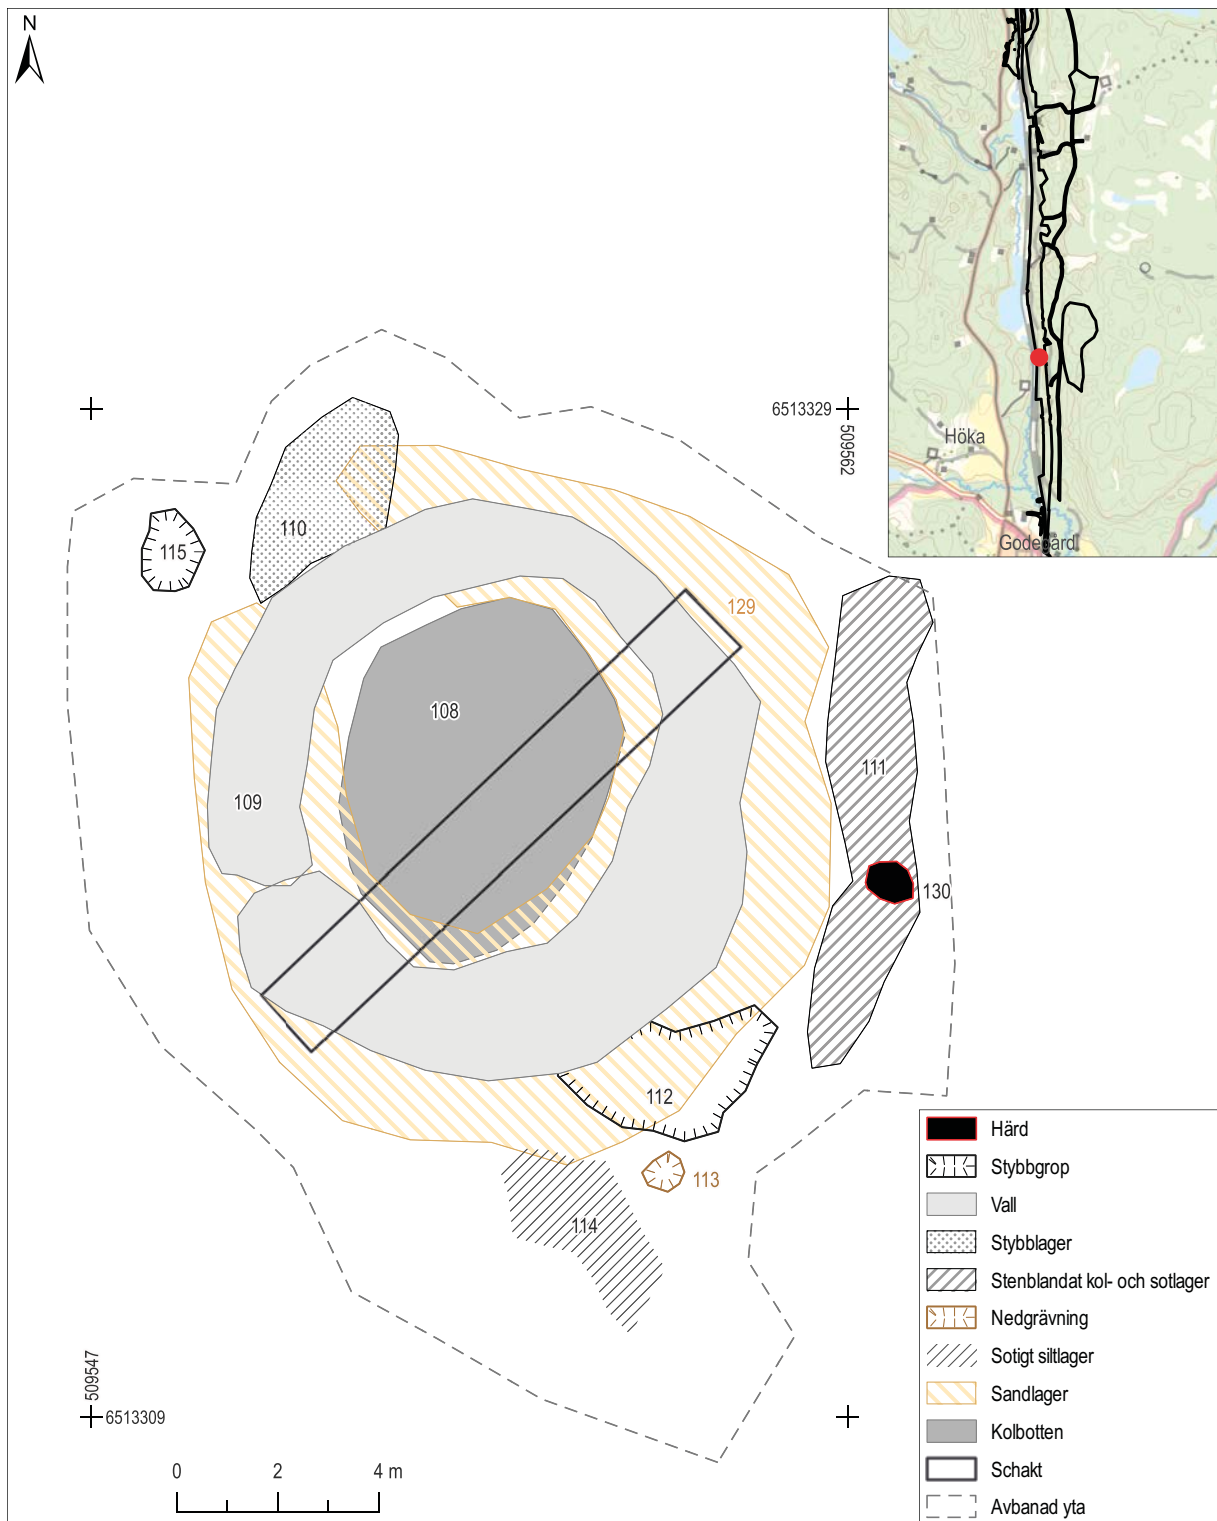 N
Höka
Godegård
6513329
509562
110
115
129
108
111
109
130
112
113
114
509547
6513309
0 2 4 m
Härd
Stybbgrop
Vall
Stybblager
Stenblandat kol- och sotlager
Nedgrävning
Sotigt siltlager
Sandlager
Kolbotten
Schakt
Avbanad yta